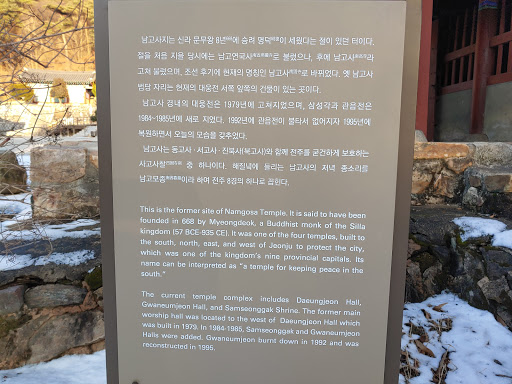 남고사지는 신라 문무왕 8년에 승려 명덕이 세웠다는 절이 있던 터이다.
절을 처음 지을 당시에는 남고연국사로 불렀으나, 후에 남고사라
고쳐 불렀으며, 조선 후기에 현재의 명칭인 남고사로 바뀌었다. 옛 남고사
법당 자리는 현재의 대웅전 서쪽 앞쪽의 건물이 있는 곳이다.
남고사 경내의 대웅전은 1979년에 고쳐지었으며, 삼성각과 관음전은
1984~1985년에 새로 지었다. 1992년에 관음전이 불타서 없어지자 1995년에
복원하면서 오늘의 모습을 갖추었다.
남고사는 동고사·서고사·진북사(북고사)와 함께 전주를 굳건하게 보호하는
사고사찰 중 하나이다. 해질녘에 들리는 남고사의 저녁 종소리를
남고모종이라 하며 전주 8경의 하나로 꼽힌다.
This is the former site of Namgosa Temple. It is said to have been
founded in 668 by Myeongdeok, a Buddhist monk of the Silla
kingdom (57 BCE-935 CE). It was one of the four temples, built to
the south, north, east, and west of Jeonju to protect the city,
which was one of the kingdom's nine provincial capitals. Its
name can be interpreted as "a temple for keeping peace in the
south."
The current temple complex includes Daeungjeon Hall,
Gwaneumjeon Hall, and Samseonggak Shrine. The former main
worship hall was located to the west of Daeungjeon Hall which
was built in 1979. In 1984-1985, Samseonggak and Gwaneumjeon
Halls were added. Gwaneumjeon burnt down in 1992 and was
reconstructed in 1995.